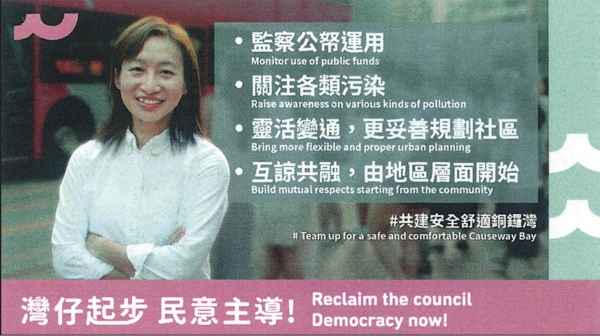 • 監察公帑運用
Monitor use of public funds
• 關注各類污染
Raise awareness on various kinds of pollution
• 靈活變通，更妥善規劃社區
Bring more flexible and proper urban planning
• 互諒共融，由地區層面開始
Build mutual respects starting from the community
#共建安全舒適銅鑼灣
# Team up for a safe and comfortable Causeway Bay
灣仔起步 民意主導!
Reclaim the council
Democracy now!